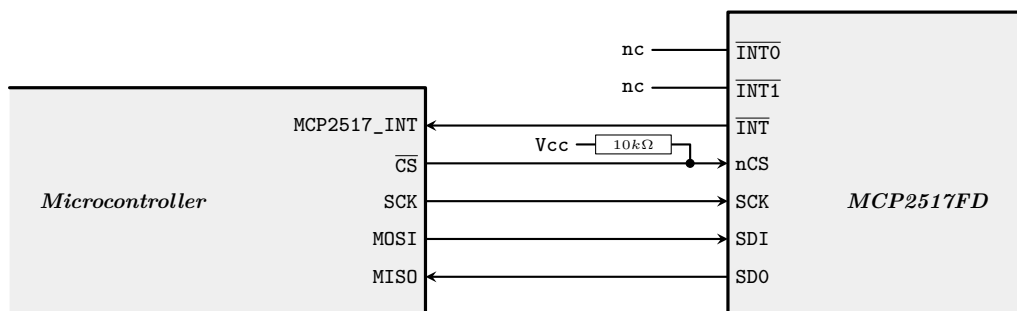 nc INT0
nc INT1
MCP2517_INT INT
Vcc 10kΩ
CS nCS
Microcontroller SCK SCK MCP2517FD
MOSI SDI
MISO SDO